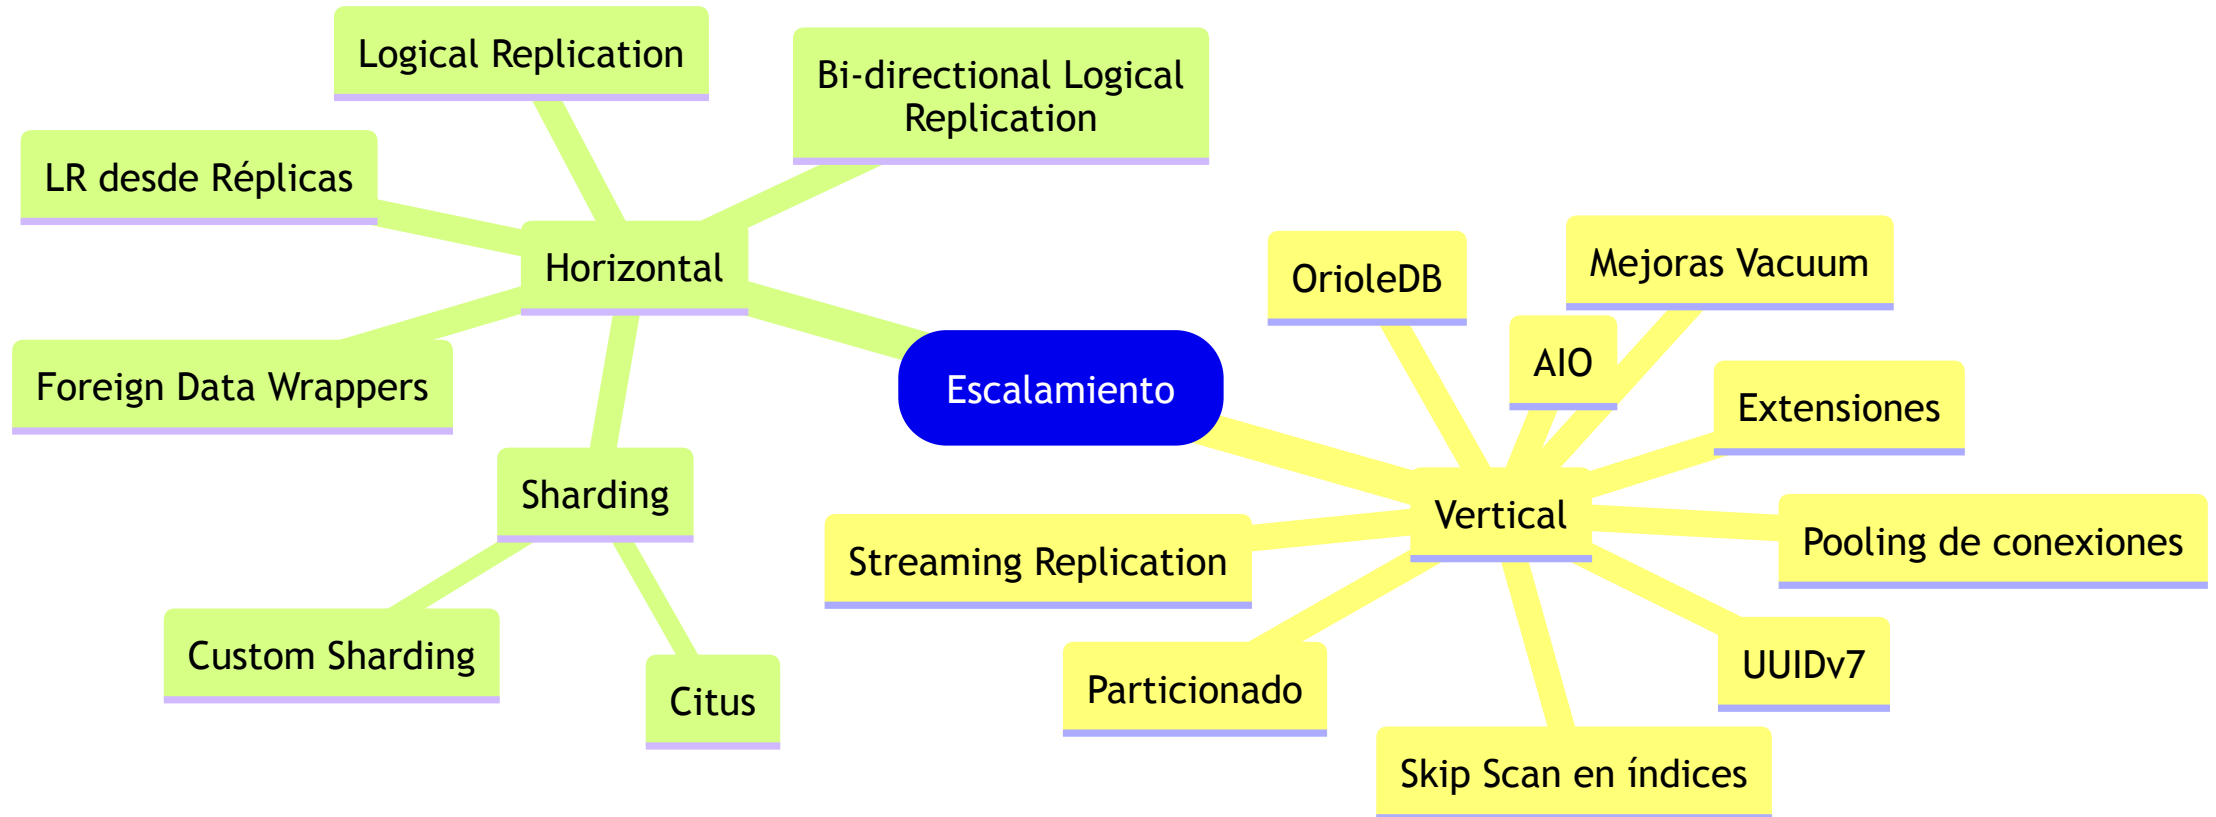 Logical Replication
Bi-directional Logical
Replication
LR desde Réplicas
Horizontal
Foreign Data Wrappers
Sharding
Custom Sharding
Citus
Escalamiento
OrioleDB
Mejoras Vacuum
AIO
Extensiones
Vertical
Streaming Replication
Pooling de conexiones
Particionado
UUIDv7
Skip Scan en índices